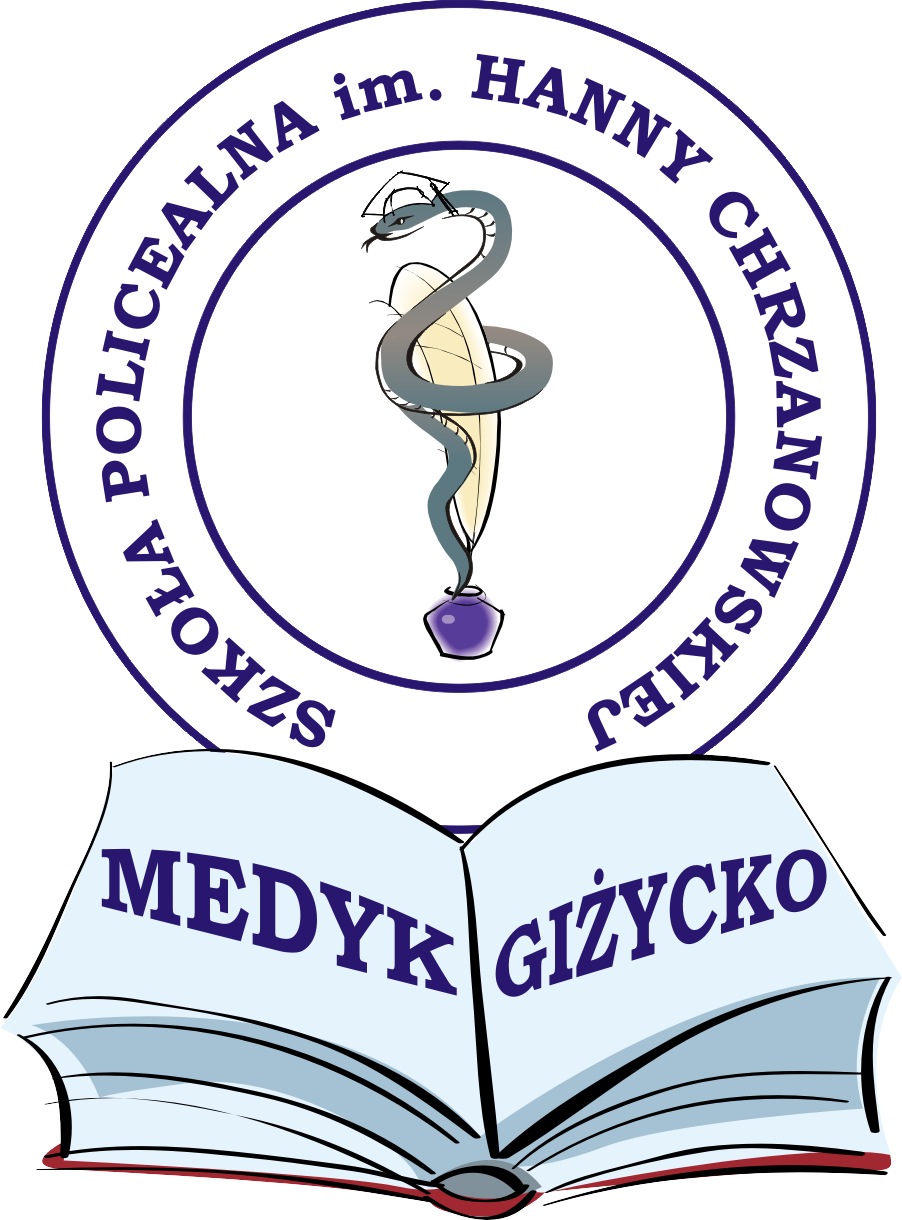 SZKOŁA POLICEALNA im. HANNY CHRZANOWSKIEJ
MEDYK GIŻYCKO